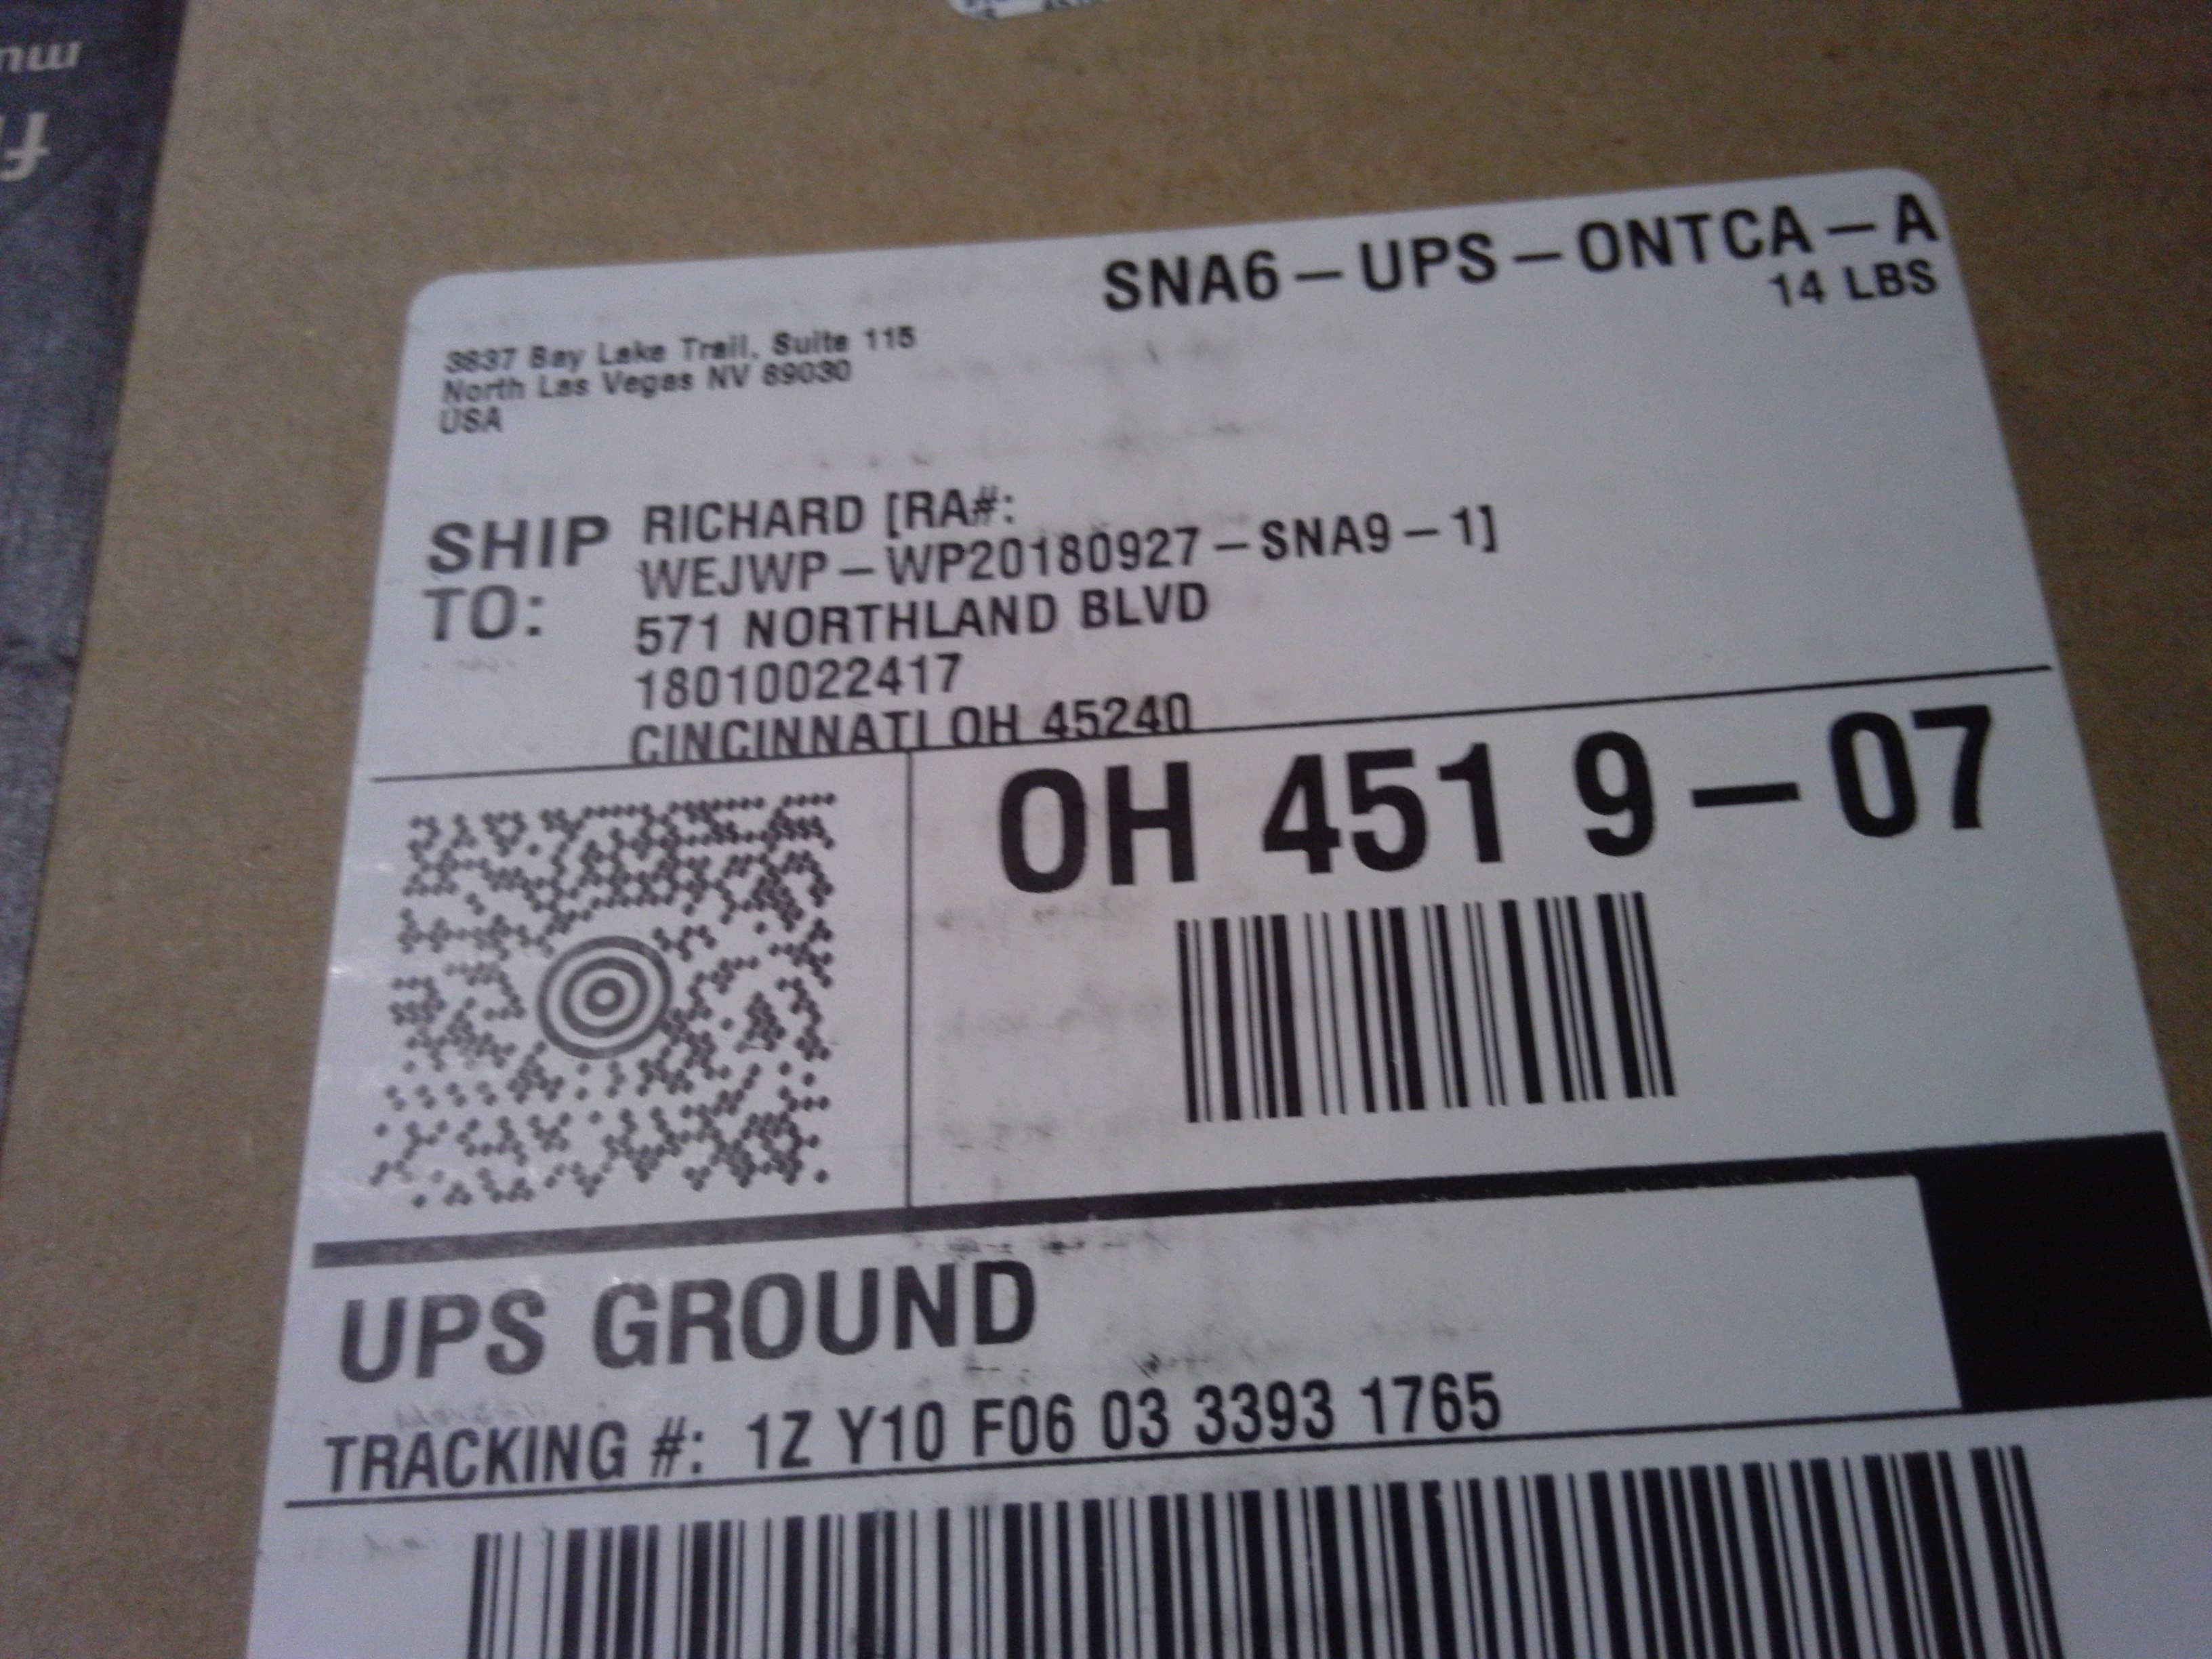 SNA6-UPS-ONTCA-A
14 LBS
3837 Bay Lake Trail, Suite 115
North Las Vegas NV 89030
USA
SHIP TO:
RICHARD [RA#:
WEJWP-WP20180927-SNA9-1]
571 NORTHLAND BLVD
18010022417
CINCINNATI OH 45240
OH 451 9-07
UPS GROUND
TRACKING #: 1Z Y10 F06 03 3393 1765